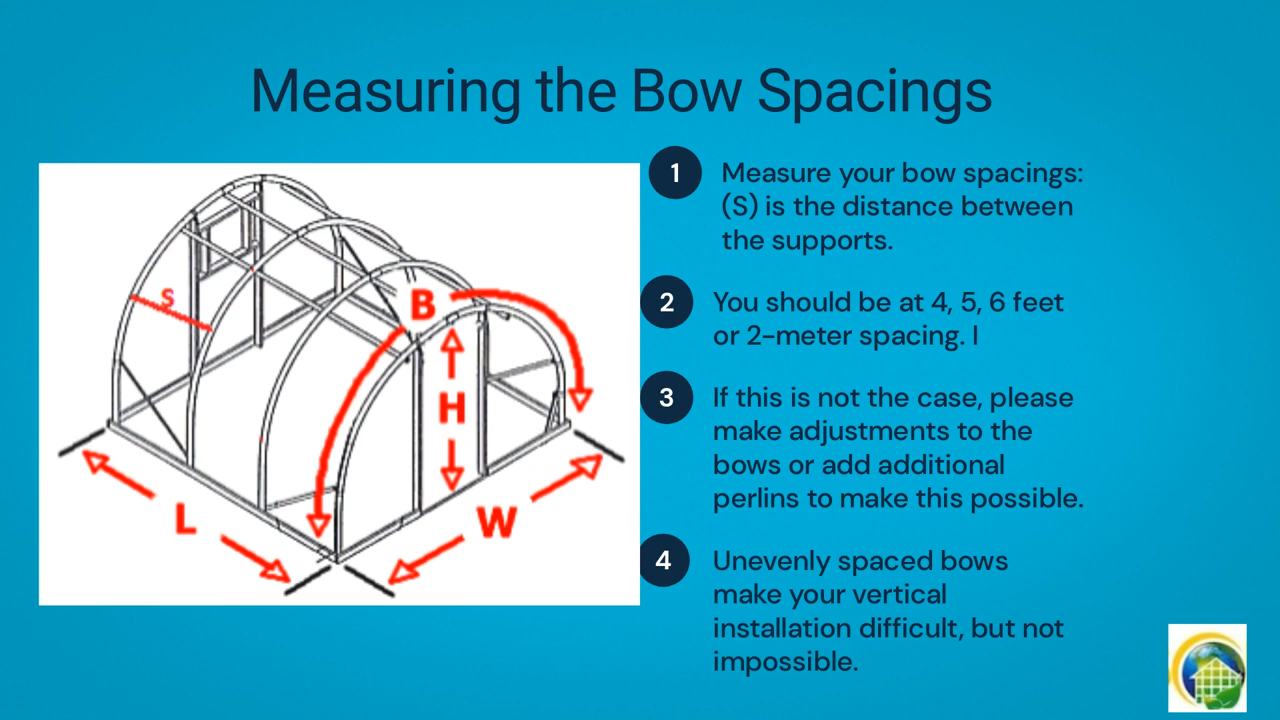 Measuring the Bow Spacings
S
B
H
L
W
1
Measure your bow spacings:
(S) is the distance between
the supports.
2
You should be at 4, 5, 6 feet
or 2-meter spacing. I
3
If this is not the case, please
make adjustments to the
bows or add additional
perlins to make this possible.
4
Unevenly spaced bows
make your vertical
installation difficult, but not
impossible.